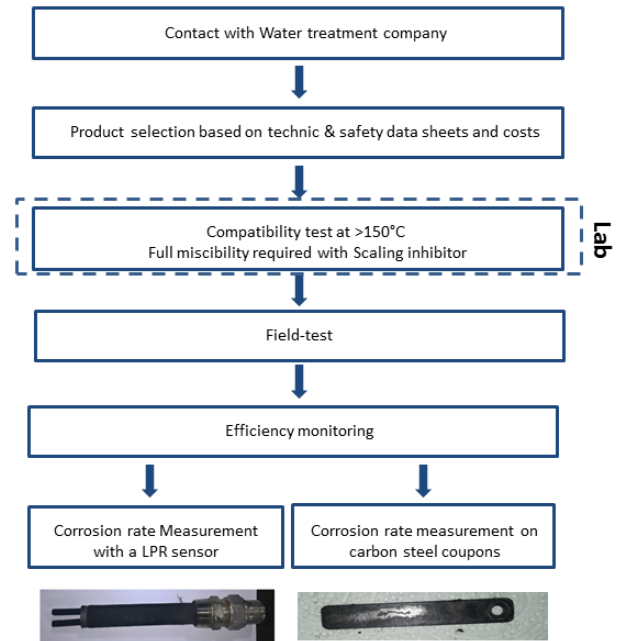 Contact with Water treatment company
Product selection based on technic & safety data sheets and costs
Compatibility test at >150°C
Full miscibility required with Scaling inhibitor
Lab
Field-test
Efficiency monitoring
Corrosion rate Measurement
with a LPR sensor
Corrosion rate measurement on
carbon steel coupons